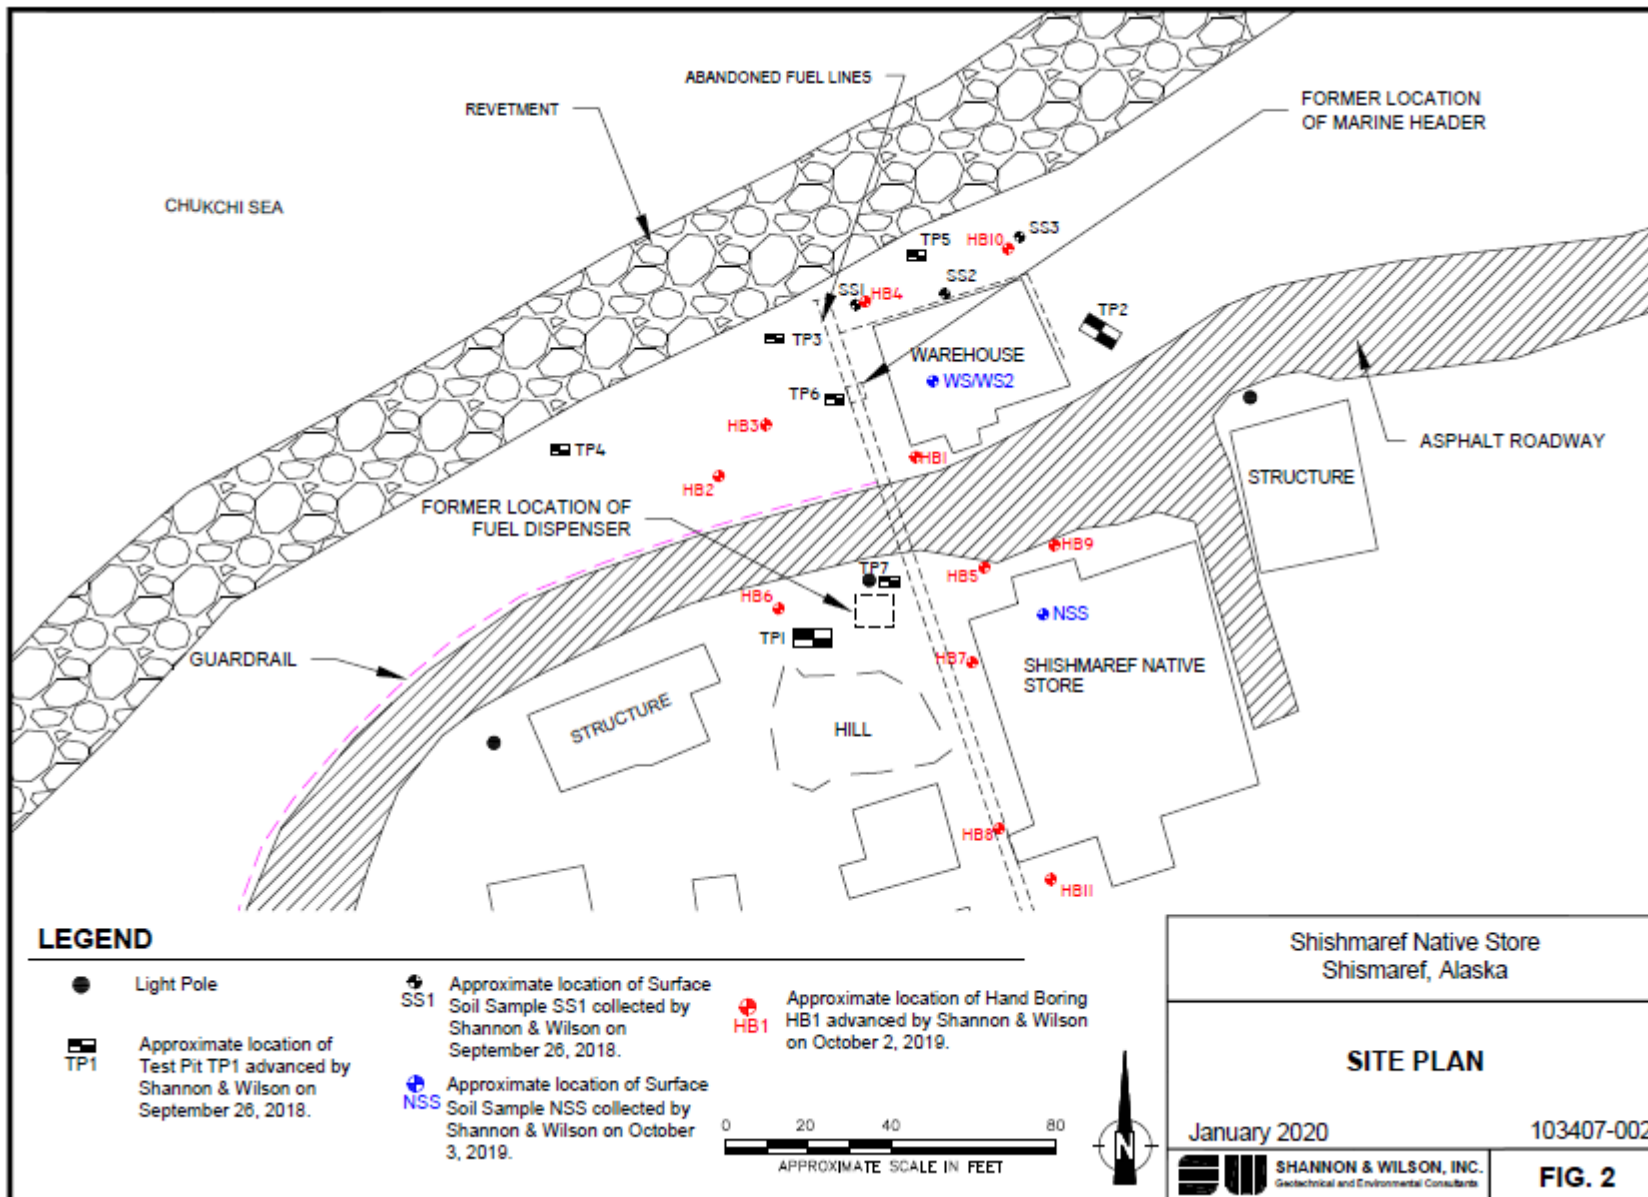 ABANDONED FUEL LINES
REVETMENT
FORMER LOCATION
OF MARINE HEADER
CHUKCHI SEA
SS3
HB10
TP5
SS2
SS1
HB4
TP2
TP3
WAREHOUSE
WS/WS2
TP6
HB3
ASPHALT ROADWAY
TP4
HB1
STRUCTURE
HB2
FORMER LOCATION OF
FUEL DISPENSER
HB9
TP7
HB5
HB6
NSS
TP1
GUARDRAIL
HB7
SHISHMAREF NATIVE
STORE
STRUCTURE
HILL
HB8
HB11
LEGEND
Light Pole
TP1
Approximate location of
Test Pit TP1 advanced by
Shannon & Wilson on
September 26, 2018.
SS1
Approximate location of Surface
Soil Sample SS1 collected by
Shannon & Wilson on
September 26, 2018.
NSS
Approximate location of Surface
Soil Sample NSS collected by
Shannon & Wilson on October
3, 2019.
HB1
Approximate location of Hand Boring
HB1 advanced by Shannon & Wilson
on October 2, 2019.
0 20 40 80
APPROXIMATE SCALE IN FEET
N
Shishmaref Native Store
Shismaref, Alaska
SITE PLAN
January 2020 103407-002
SHANNON & WILSON, INC.
Geotechnical and Environmental Consultants
FIG. 2